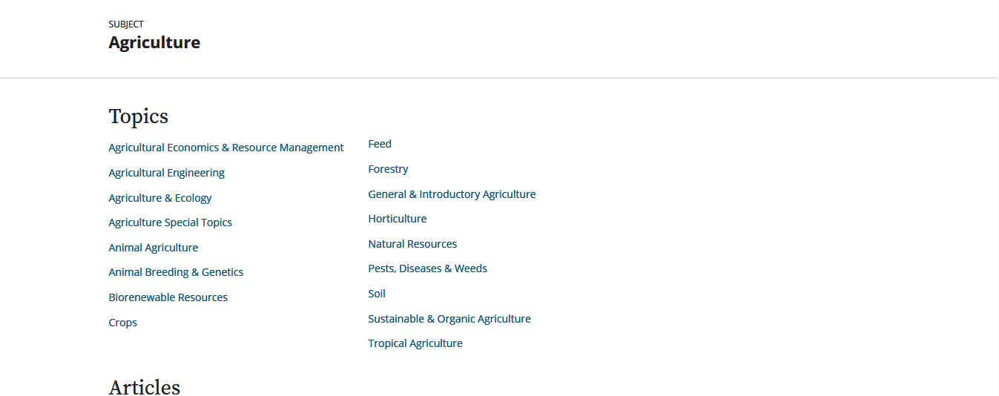 SUBJECT
Agriculture
Topics
Agricultural Economics & Resource Management
Agricultural Engineering
Agriculture & Ecology
Agriculture Special Topics
Animal Agriculture
Animal Breeding & Genetics
Biorenewable Resources
Crops
Feed
Forestry
General & Introductory Agriculture
Horticulture
Natural Resources
Pests, Diseases & Weeds
Soil
Sustainable & Organic Agriculture
Tropical Agriculture
Articles